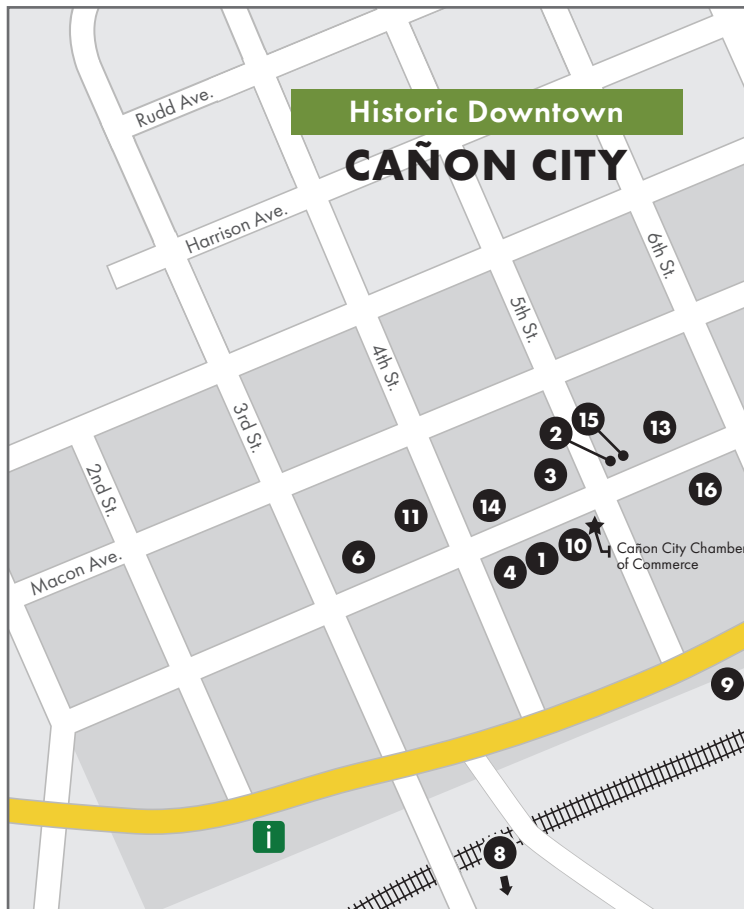 Historic Downtown
CAÑON CITY
Rudd Ave.
Harrison Ave.
6th St.
5th St.
4th St.
3rd St.
2nd St.
Macon Ave.
15
2
13
3
16
14
11
6
10
1
4
Cañon City Chamber
of Commerce
9
i
8